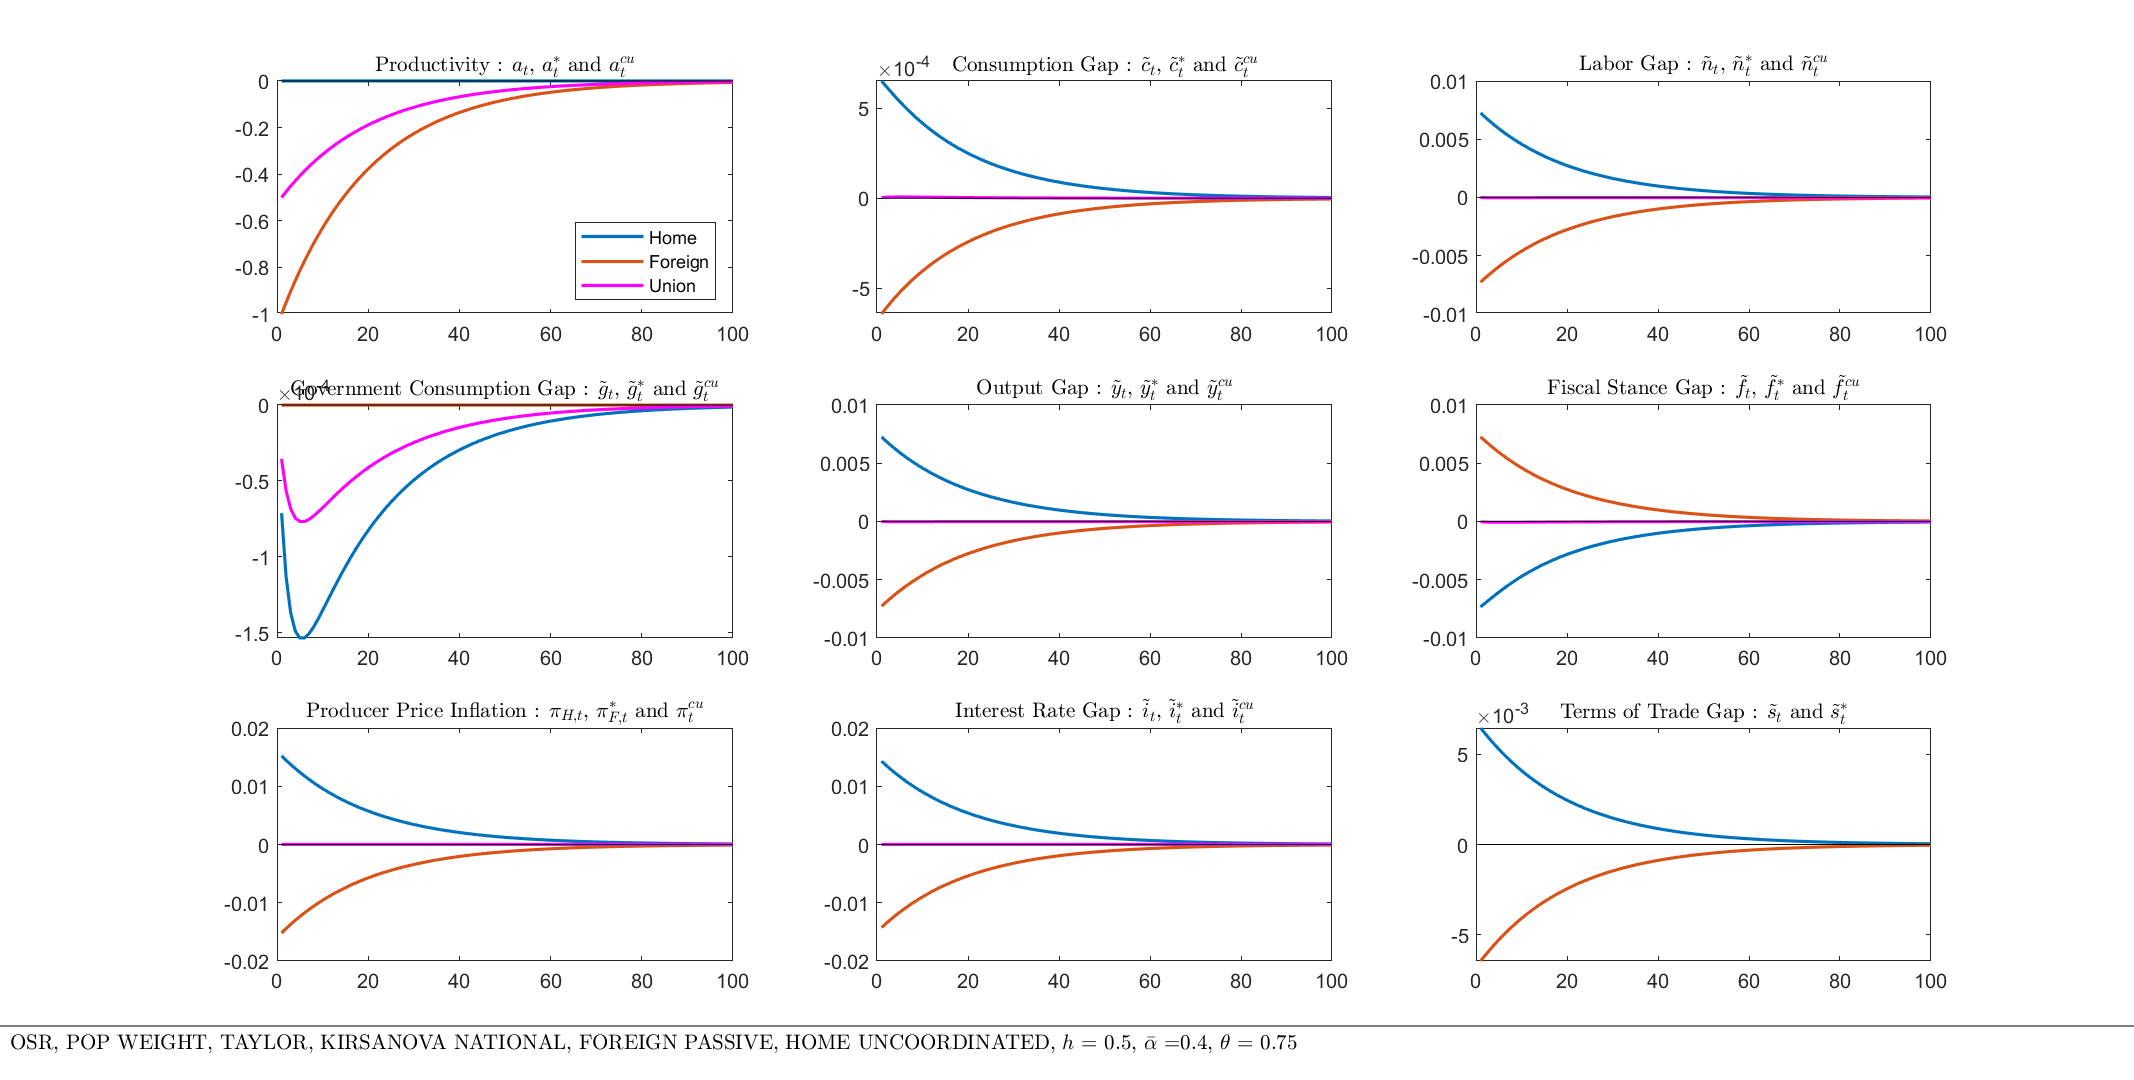 Productivity : a_t, a_t^* and a_t^{cu}
0
-0.2
-0.4
-0.6
-0.8
-1
0 20 40 60 80 100
Home
Foreign
Union
×10^{-4} Consumption Gap : c̃_t, c̃_t^* and c̃_t^{cu}
5
0
-5
0 20 40 60 80 100
Labor Gap : ñ_t, ñ_t^* and ñ_t^{cu}
0.01
0.005
0
-0.005
-0.01
0 20 40 60 80 100
×10^{-4}
Government Consumption Gap : g̃_t, g̃_t^* and g̃_t^{cu}
0
-0.5
-1
-1.5
0 20 40 60 80 100
Output Gap : ỹ_t, ỹ_t^* and ỹ_t^{cu}
0.01
0.005
0
-0.005
-0.01
0 20 40 60 80 100
Fiscal Stance Gap : f̃_t, f̃_t^* and f̃_t^{cu}
0.01
0.005
0
-0.005
-0.01
0 20 40 60 80 100
Producer Price Inflation : π_{H,t}, π_{F,t}^* and π_t^{cu}
0.02
0.01
0
-0.01
-0.02
0 20 40 60 80 100
Interest Rate Gap : ĩ_t, ĩ_t^* and ĩ_t^{cu}
0.02
0.01
0
-0.01
-0.02
0 20 40 60 80 100
×10^{-3} Terms of Trade Gap : s̃_t and s̃_t^*
5
0
-5
0 20 40 60 80 100
OSR, POP WEIGHT, TAYLOR, KIRSANOVA NATIONAL, FOREIGN PASSIVE, HOME UNCOORDINATED, h = 0.5, ᾱ =0.4, θ = 0.75